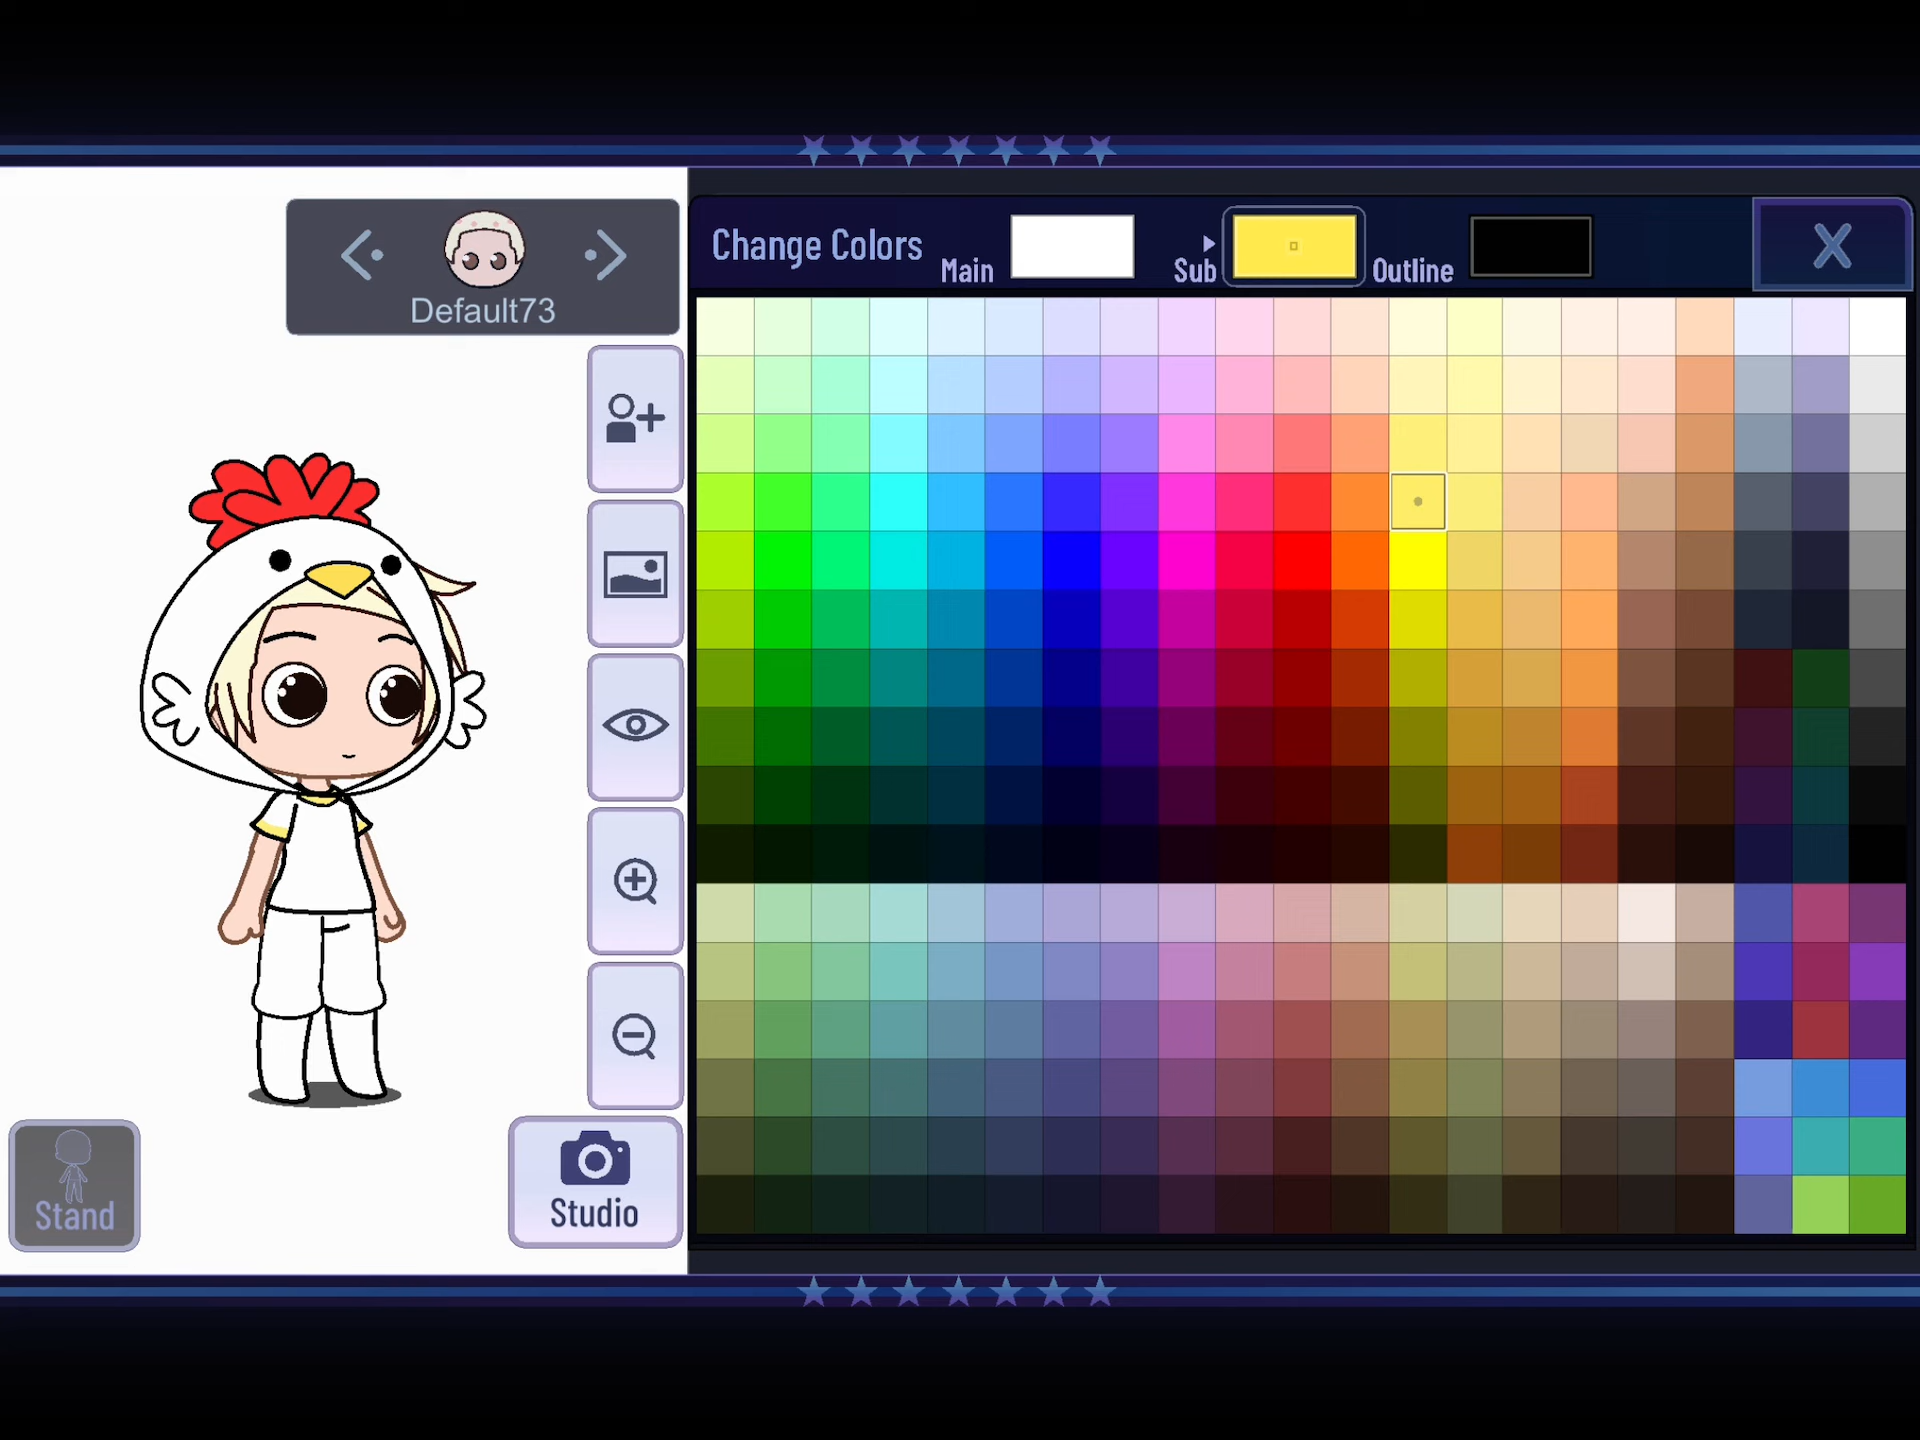 Default73
Change Colors
Main
Sub
Outline
X
Stand
Studio